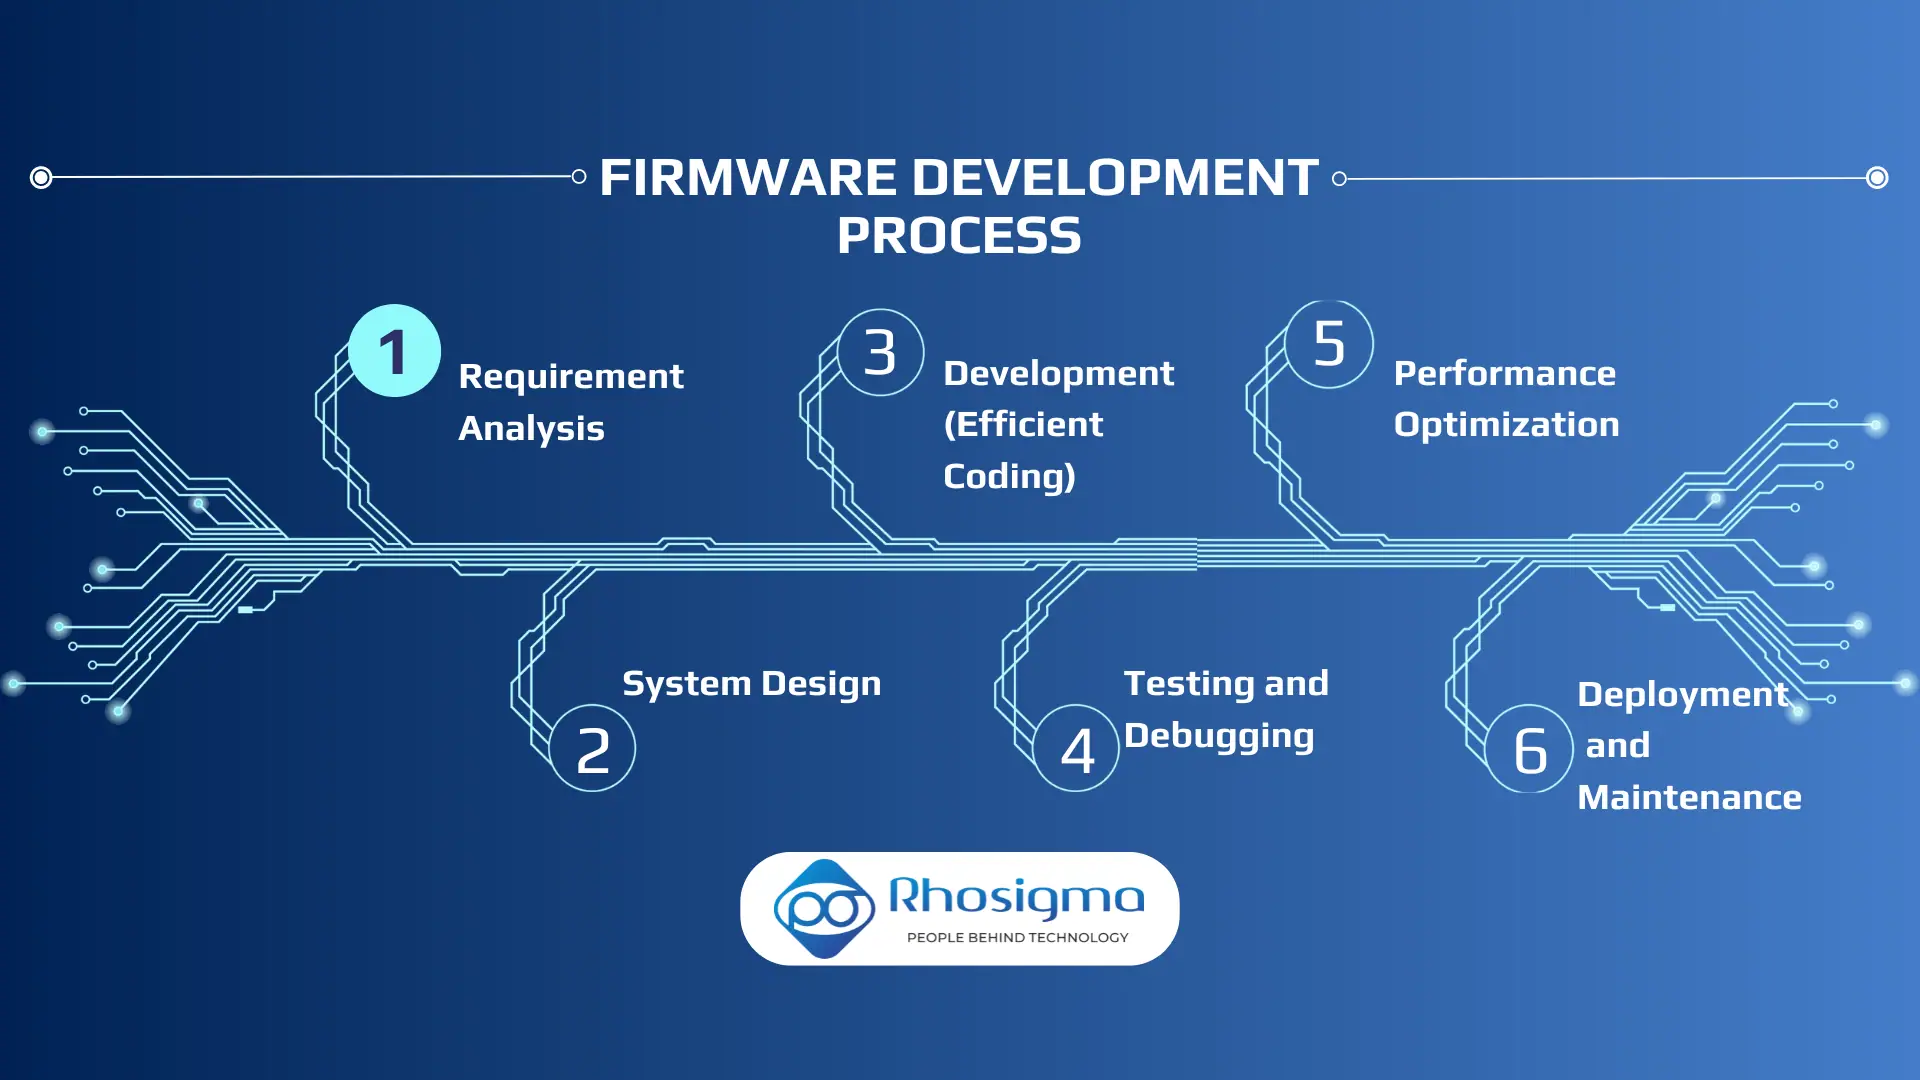 FIRMWARE DEVELOPMENT
PROCESS
1
Requirement
Analysis
2
System Design
3
Development
(Efficient
Coding)
4
Testing and
Debugging
5
Performance
Optimization
6
Deployment
and
Maintenance
Rhosigma
PEOPLE BEHIND TECHNOLOGY